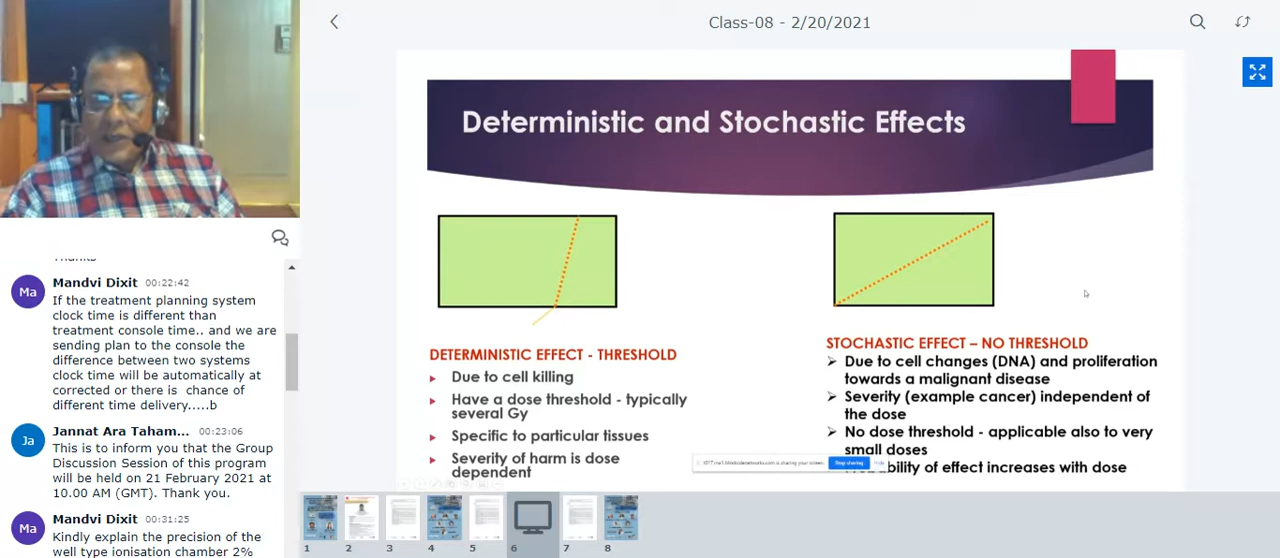 Class-08 - 2/20/2021
Deterministic and Stochastic Effects
DETERMINISTIC EFFECT - THRESHOLD
Due to cell killing
Have a dose threshold - typically
several Gy
Specific to particular tissues
Severity of harm is dose
dependent
STOCHASTIC EFFECT – NO THRESHOLD
Due to cell changes (DNA) and proliferation
towards a malignant disease
Severity (example cancer) independent of
the dose
No dose threshold - applicable also to very
small doses
of effect increases with dose
is sharing your screen.
Stop sharing
Hide
Mandvi Dixit 00:22:42
If the treatment planning system
clock time is different than
treatment console time.. and we are
sending plan to the console the
difference between two systems
clock time will be automatically at
corrected or there is chance of
different time delivery.....b
Ja
Jannat Ara Taham... 00:23:06
This is to inform you that the Group
Discussion Session of this program
will be held on 21 February 2021 at
10.00 AM (GMT). Thank you.
Ma
Mandvi Dixit 00:31:25
Kindly explain the precision of the
well type ionisation chamber 2%
Ma
1
2
3
4
5
6
7
8